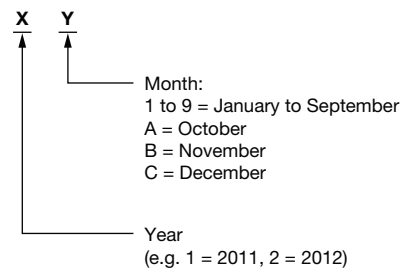 X Y
Month:
1 to 9 = January to September
A = October
B = November
C = December
Year
(e.g. 1 = 2011, 2 = 2012)